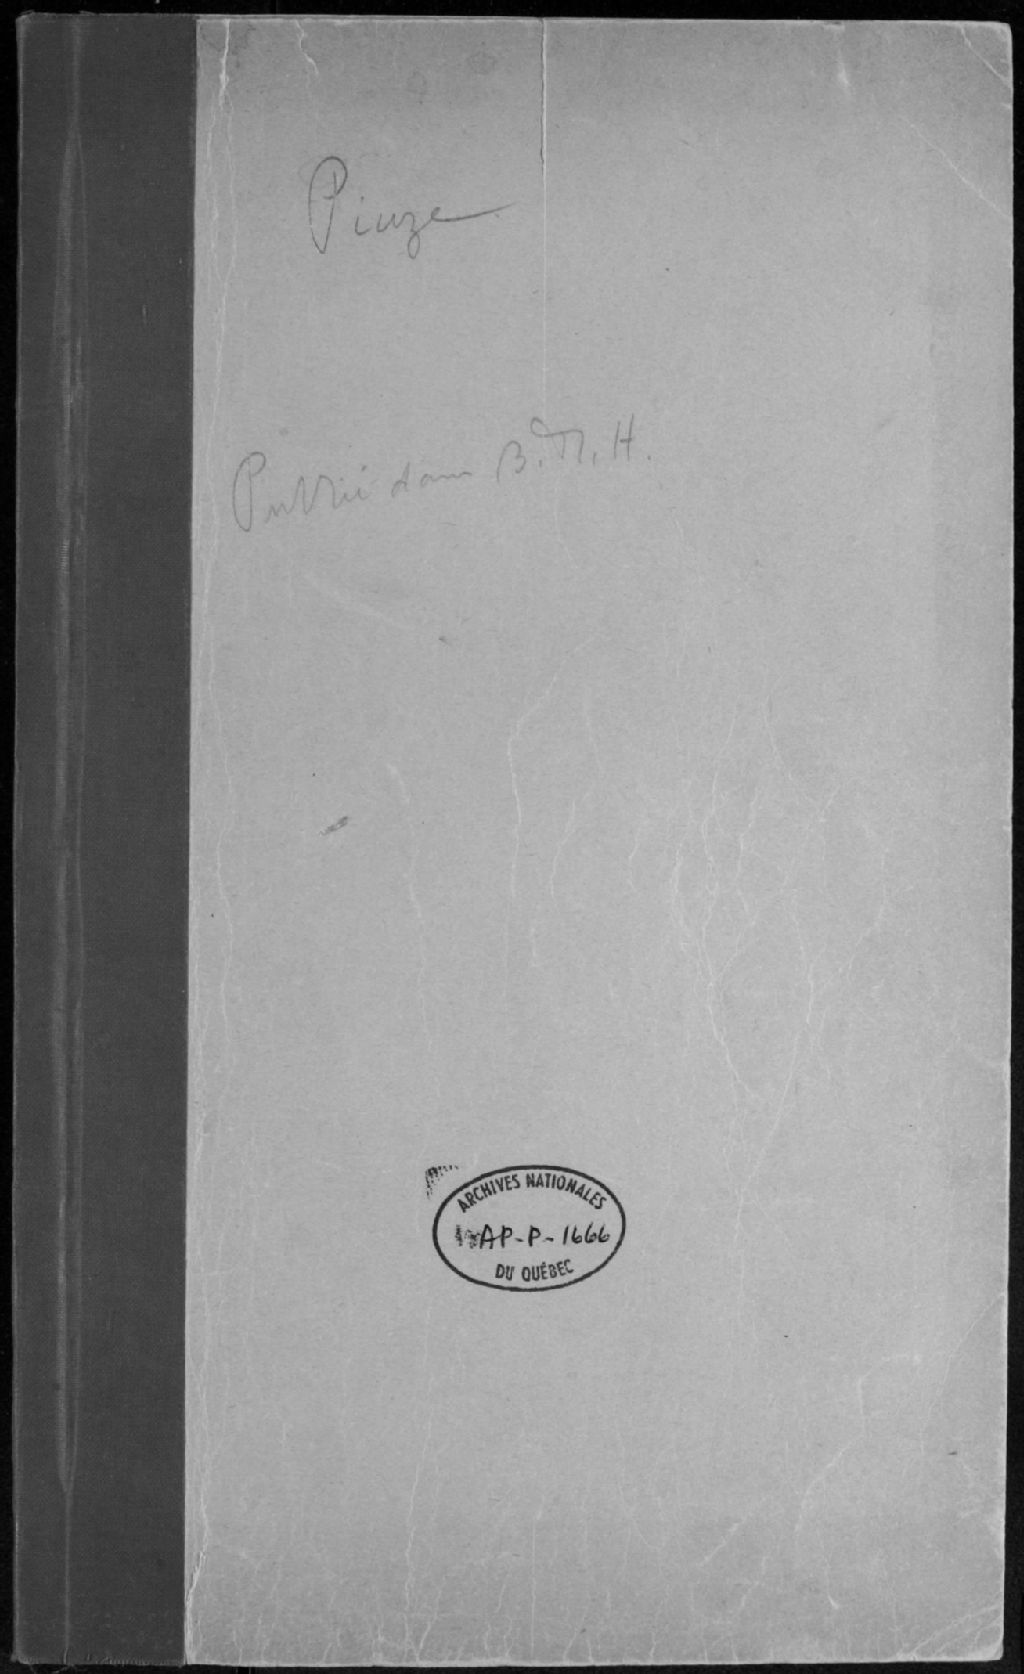 Piuze
Publié dans B.R.H.
ARCHIVES NATIONALES
AP-P-1666
DU QUÉBEC